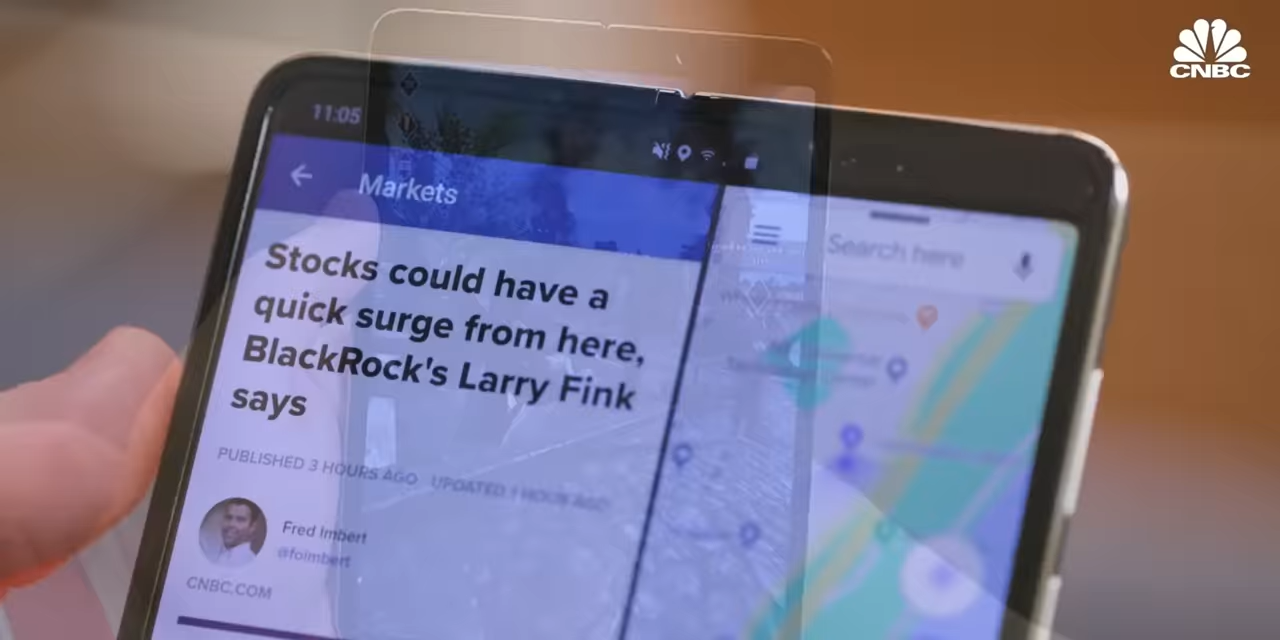 CNBC
11:05
Markets
Stocks could have a
quick surge from here,
BlackRock's Larry Fink
says
PUBLISHED 3 HOURS AGO UPDATED 1 HOUR AGO
Fred Imbert
@foimbert
CNBC.COM
Search here